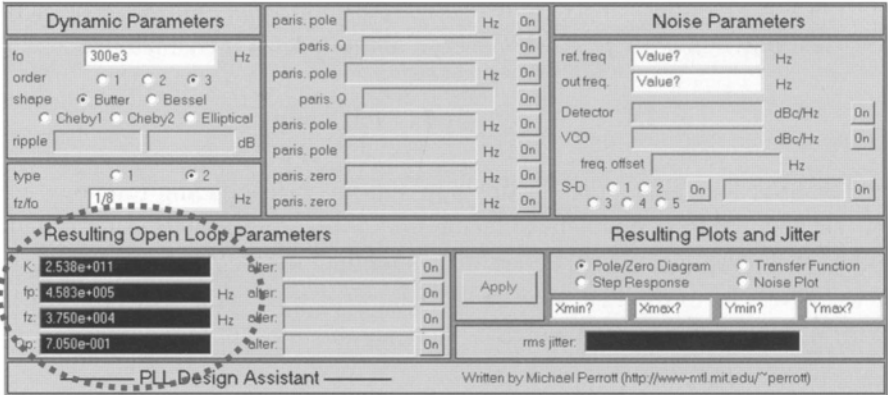 Dynamic Parameters
fo 300e3 Hz
order 1 2 3
shape Butter Bessel
Cheby1 Cheby2 Elliptical
ripple dB
type 1 2
fz/fo 1/8 Hz
paris. pole Hz On
paris. Q On
paris. pole Hz On
paris. Q On
paris. pole Hz On
paris. pole Hz On
paris. zero Hz On
paris. zero Hz On
Noise Parameters
ref. freq Value? Hz
out freq. Value? Hz
Detector dBc/Hz On
VCO dBc/Hz On
freq. offset Hz
S-D 1 2 On On
3 4 5
Resulting Open Loop Parameters
K: 2.538e+011 alter: On
fp: 4.583e+005 Hz alter: On
fz: 3.750e+004 Hz alter: On
Qp: 7.050e-001 alter: On
Resulting Plots and Jitter
Apply
Pole/Zero Diagram Transfer Function
Step Response Noise Plot
Xmin? Xmax? Ymin? Ymax?
rms jitter:
PLL Design Assistant
Written by Michael Perrott (http://www-mtl.mit.edu/~perrott)